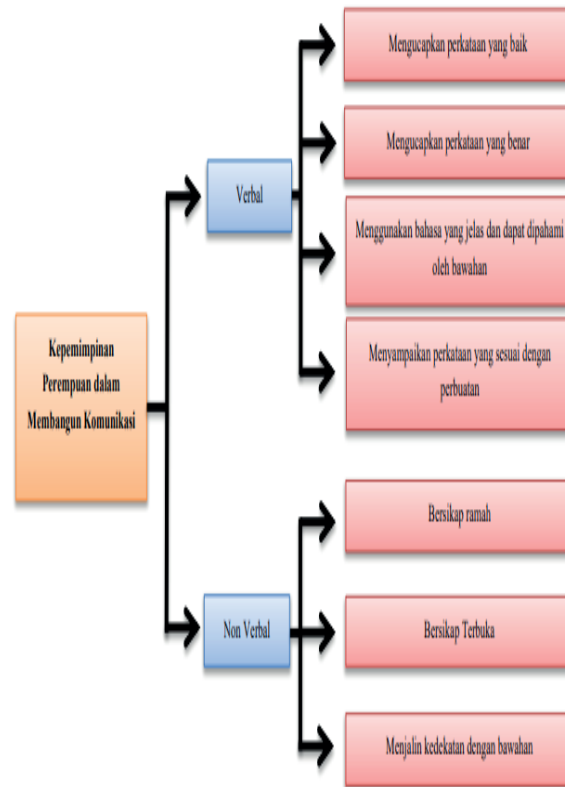 Kepemimpinan
Perempuan dalam
Membangun Komunikasi
Verbal
Mengucapkan perkataan yang baik
Mengucapkan perkataan yang benar
Menggunakan bahasa yang jelas dan dapat dipahami
oleh bawahan
Menyampaikan perkataan yang sesuai dengan
perbuatan
Non Verbal
Bersikap ramah
Bersikap Terbuka
Menjalin kedekatan dengan bawahan